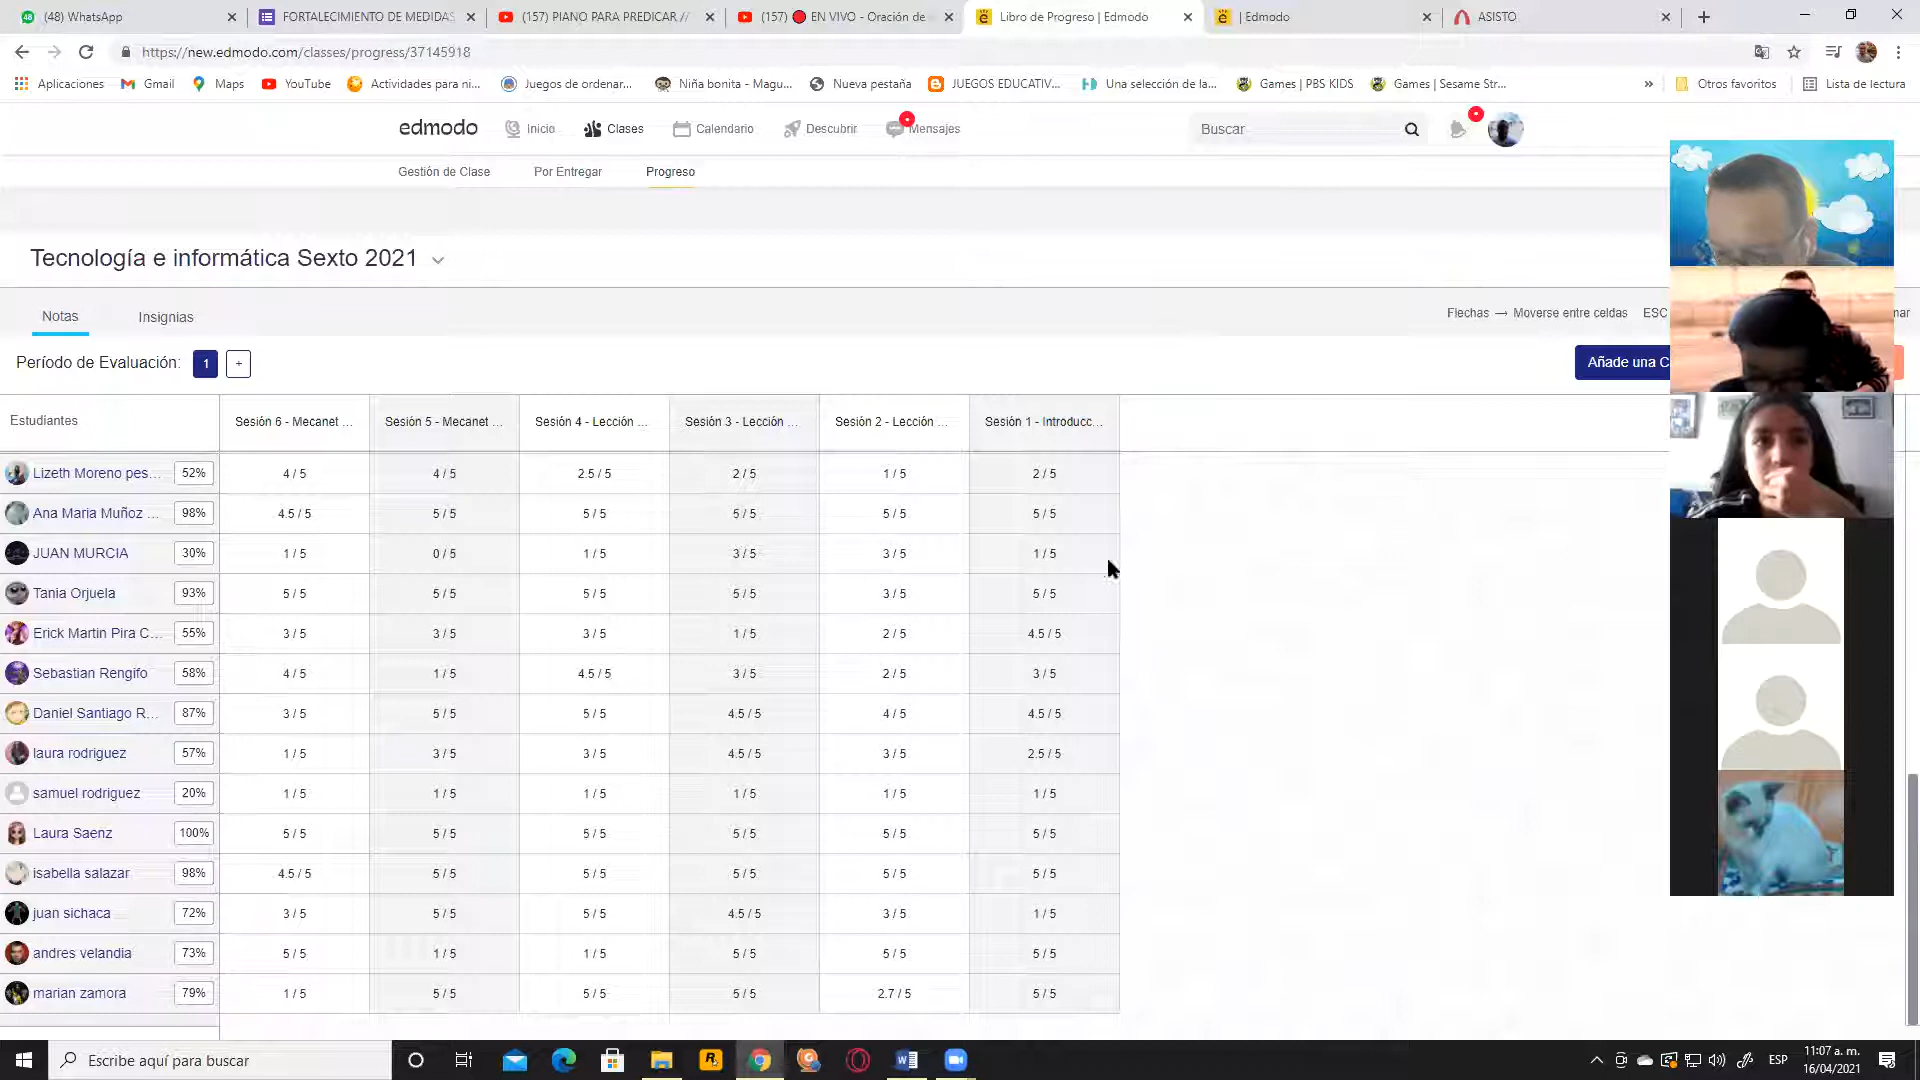 (48) WhatsApp
FORTALECIMIENTO DE MEDIDAS
(157) PIANO PARA PREDICAR //
(157) 🔴 EN VIVO - Oración de
Libro de Progreso | Edmodo
| Edmodo
ASISTO
https://new.edmodo.com/classes/progress/37145918
Aplicaciones Gmail Maps YouTube Actividades para ni... Juegos de ordenar... Niña bonita - Magu... Nueva pestaña JUEGOS EDUCATIV... Una selección de la... Games | PBS KIDS Games | Sesame Str... » Otros favoritos Lista de lectura
edmodo Inicio Clases Calendario Descubrir Mensajes Buscar
Gestión de Clase Por Entregar Progreso
Tecnología e informática Sexto 2021
Notas Insignias Flechas → Moverse entre celdas ESC nar
Período de Evaluación: 1 + Añade una C
Estudiantes Sesión 6 - Mecanet ... Sesión 5 - Mecanet ... Sesión 4 - Lección ... Sesión 3 - Lección ... Sesión 2 - Lección ... Sesión 1 - Introducc...
Lizeth Moreno pes... 52% 4 / 5 4 / 5 2.5 / 5 2 / 5 1 / 5 2 / 5
Ana Maria Muñoz ... 98% 4.5 / 5 5 / 5 5 / 5 5 / 5 5 / 5 5 / 5
JUAN MURCIA 30% 1 / 5 0 / 5 1 / 5 3 / 5 3 / 5 1 / 5
Tania Orjuela 93% 5 / 5 5 / 5 5 / 5 5 / 5 3 / 5 5 / 5
Erick Martin Pira C... 55% 3 / 5 3 / 5 3 / 5 1 / 5 2 / 5 4.5 / 5
Sebastian Rengifo 58% 4 / 5 1 / 5 4.5 / 5 3 / 5 2 / 5 3 / 5
Daniel Santiago R... 87% 3 / 5 5 / 5 5 / 5 4.5 / 5 4 / 5 4.5 / 5
laura rodriguez 57% 1 / 5 3 / 5 3 / 5 4.5 / 5 3 / 5 2.5 / 5
samuel rodriguez 20% 1 / 5 1 / 5 1 / 5 1 / 5 1 / 5 1 / 5
Laura Saenz 100% 5 / 5 5 / 5 5 / 5 5 / 5 5 / 5 5 / 5
isabella salazar 98% 4.5 / 5 5 / 5 5 / 5 5 / 5 5 / 5 5 / 5
juan sichaca 72% 3 / 5 5 / 5 5 / 5 4.5 / 5 3 / 5 1 / 5
andres velandia 73% 5 / 5 1 / 5 1 / 5 5 / 5 5 / 5 5 / 5
marian zamora 79% 1 / 5 5 / 5 5 / 5 5 / 5 2.7 / 5 5 / 5
Escribe aquí para buscar
ESP
11:07 a. m.
16/04/2021